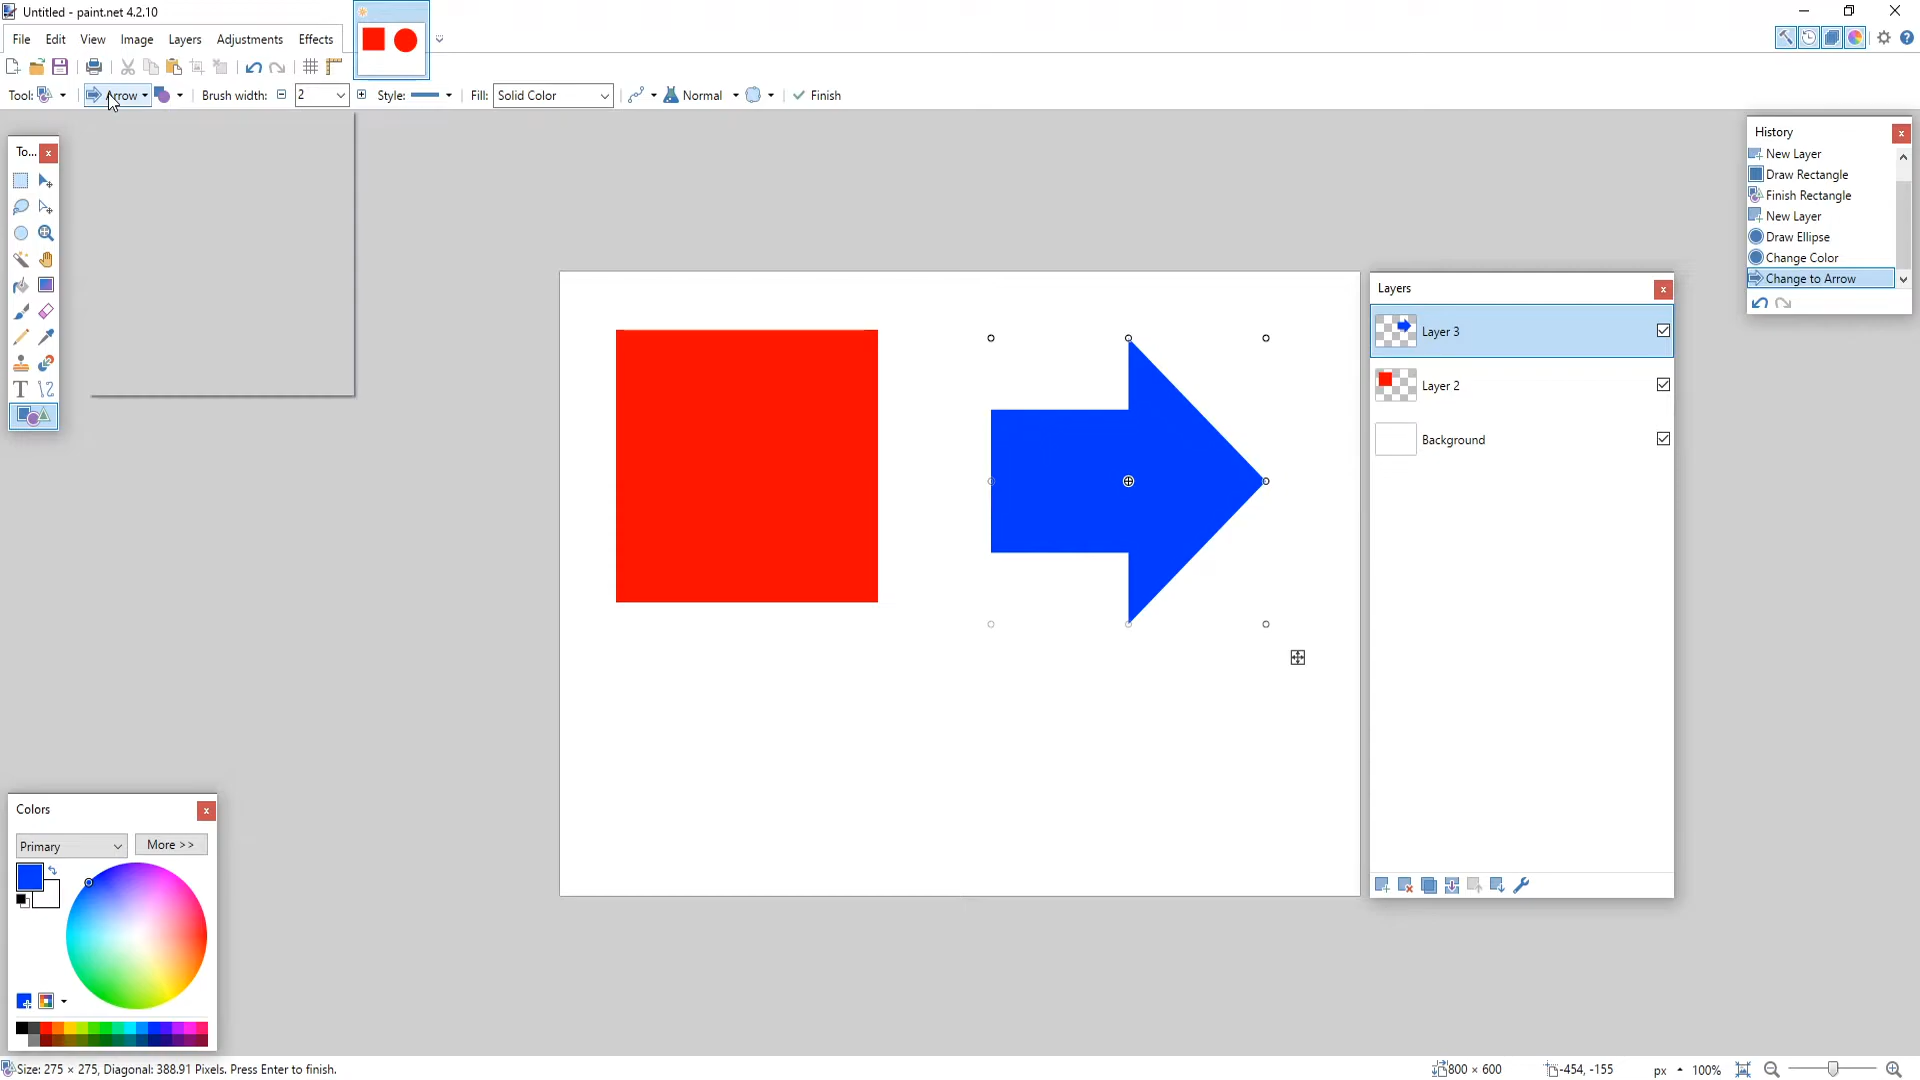 Untitled - paint.net 4.2.10
File Edit View Image Layers Adjustments Effects
Tool: Arrow Brush width: 2 Style: Fill: Solid Color Normal Finish
To...
History
New Layer
Draw Rectangle
Finish Rectangle
New Layer
Draw Ellipse
Change Color
Change to Arrow
Layers
Layer 3
Layer 2
Background
Colors
Primary More >>
Size: 275 × 275, Diagonal: 388.91 Pixels. Press Enter to finish. 800 × 600 -454, -155 px 100%